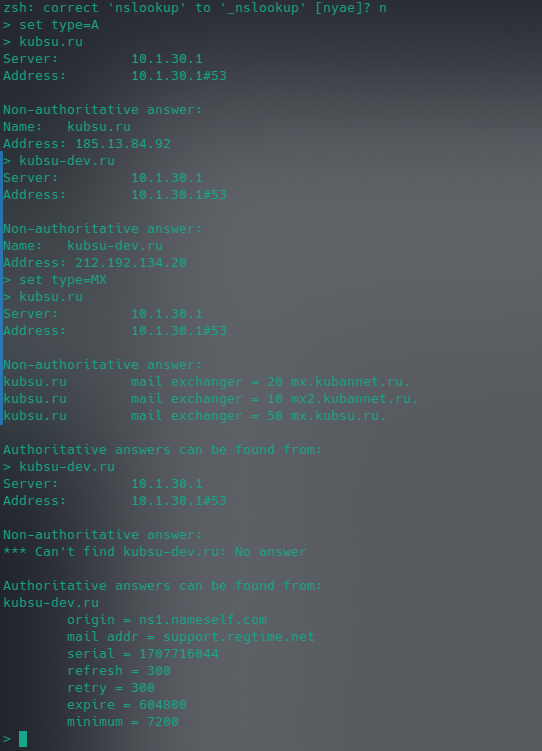 zsh: correct 'nslookup' to '_nslookup' [nyae]? n
> set type=A
> kubsu.ru
Server:         10.1.30.1
Address:        10.1.30.1#53

Non-authoritative answer:
Name:   kubsu.ru
Address: 185.13.84.92
> kubsu-dev.ru
Server:         10.1.30.1
Address:        10.1.30.1#53

Non-authoritative answer:
Name:   kubsu-dev.ru
Address: 212.192.134.20
> set type=MX
> kubsu.ru
Server:         10.1.30.1
Address:        10.1.30.1#53

Non-authoritative answer:
kubsu.ru        mail exchanger = 20 mx.kubannet.ru.
kubsu.ru        mail exchanger = 10 mx2.kubannet.ru.
kubsu.ru        mail exchanger = 50 mx.kubsu.ru.

Authoritative answers can be found from:
> kubsu-dev.ru
Server:         10.1.30.1
Address:        10.1.30.1#53

Non-authoritative answer:
*** Can't find kubsu-dev.ru: No answer

Authoritative answers can be found from:
kubsu-dev.ru
        origin = ns1.nameself.com
        mail addr = support.regtime.net
        serial = 1707716044
        refresh = 300
        retry = 300
        expire = 604800
        minimum = 7200
>